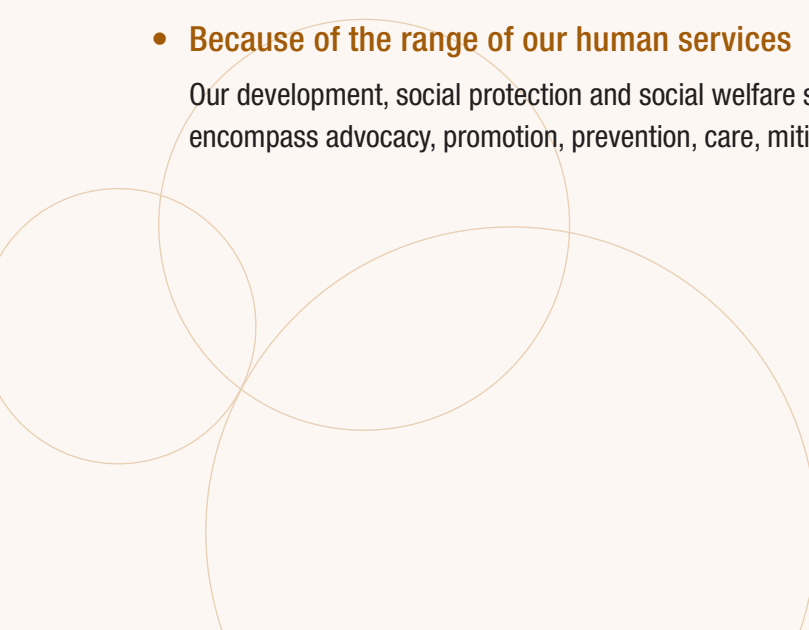 • Because of the range of our human services
Our development, social protection and social welfare
encompass advocacy, promotion, prevention, care,